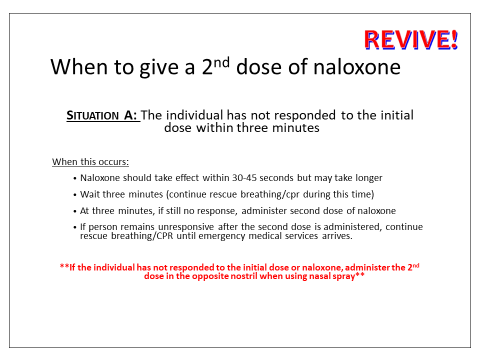 REVIVE!
When to give a 2nd dose of naloxone
SITUATION A: The individual has not responded to the initial
dose within three minutes
When this occurs:
• Naloxone should take effect within 30-45 seconds but may take longer
• Wait three minutes (continue rescue breathing/cpr during this time)
• At three minutes, if still no response, administer second dose of naloxone
• If person remains unresponsive after the second dose is administered, continue
rescue breathing/CPR until emergency medical services arrives.
**If the individual has not responded to the initial dose or naloxone, administer the 2nd
dose in the opposite nostril when using nasal spray**